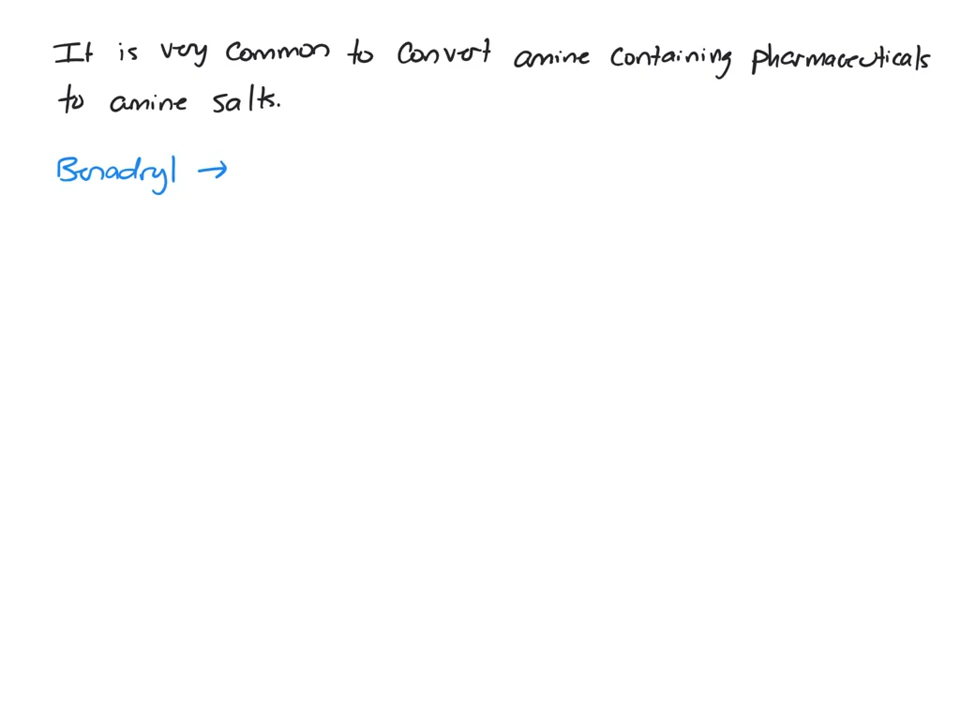 It is very common to convert amine containing pharmaceuticals
to amine salts.
Benadryl →